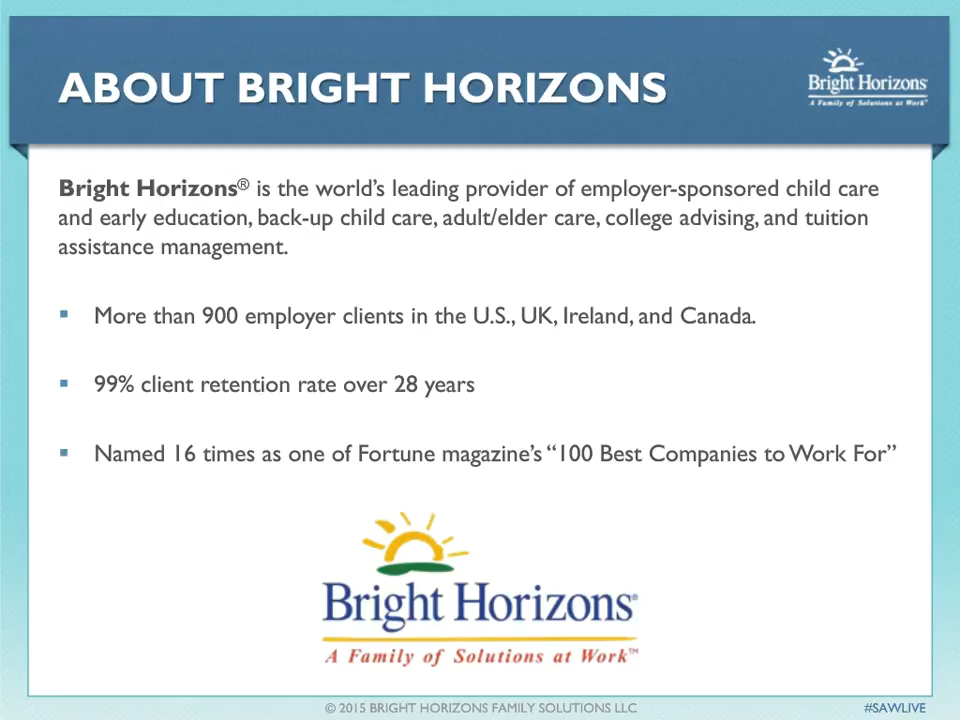 ABOUT BRIGHT HORIZONS
Bright Horizons®
A Family of Solutions at Work™
Bright Horizons® is the world’s leading provider of employer-sponsored child care
and early education, back-up child care, adult/elder care, college advising, and tuition
assistance management.
▪ More than 900 employer clients in the U.S., UK, Ireland, and Canada.
▪ 99% client retention rate over 28 years
▪ Named 16 times as one of Fortune magazine’s “100 Best Companies to Work For”
Bright Horizons®
A Family of Solutions at Work™
© 2015 BRIGHT HORIZONS FAMILY SOLUTIONS LLC
#SAWLIVE